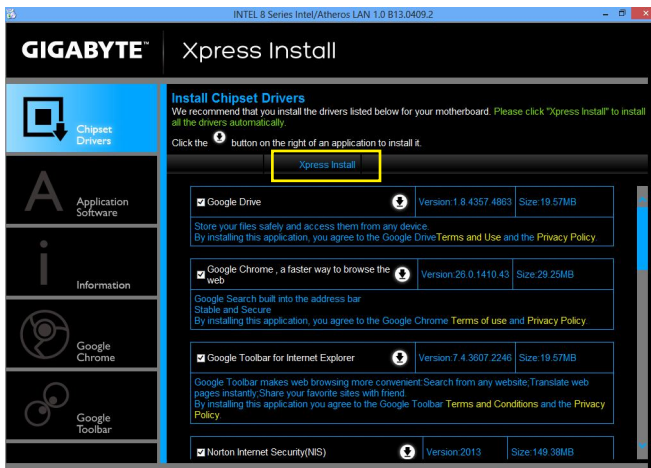 INTEL 8 Series Intel/Atheros LAN 1.0 B13.0409.2
GIGABYTE™
Xpress Install
Chipset
Drivers
Application
Software
Information
Google
Chrome
Google
Toolbar
Install Chipset Drivers
We recommend that you install the drivers listed below for your motherboard. Please click "Xpress Install" to install
all the drivers automatically.
Click the button on the right of an application to install it.
Xpress Install
Google Drive Version:1.8.4357.4863 Size:19.57MB
Store your files safely and access them from any device.
By installing this application, you agree to the Google DriveTerms and Use and the Privacy Policy.
Google Chrome , a faster way to browse the
web Version:26.0.1410.43 Size:29.25MB
Google Search built into the address bar
Stable and Secure
By installing this application, you agree to the Google Chrome Terms of use and Privacy Policy
Google Toolbar for Internet Explorer Version:7.4.3607.2246 Size:19.57MB
Google Toolbar makes web browsing more convenient:Search from any website;Translate web
pages instantly;Share your favorite sites with friend.
By installing this application you agree to the Google Toolbar Terms and Conditions and the Privacy
Policy.
Norton Internet Security(NIS) Version:2013 Size:149.38MB